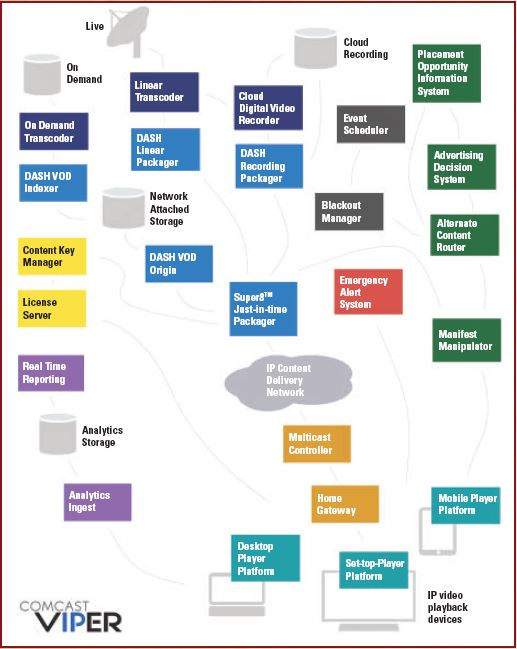 Live
On
Demand
Linear
Transcoder
Cloud
Digital Video
Recorder
Cloud
Recording
Placement
Opportunity
Information
System
On Demand
Transcoder
DASH
Linear
Packager
DASH
Recording
Packager
Event
Scheduler
Advertising
Decision
System
DASH VOD
Indexer
Network
Attached
Storage
Blackout
Manager
Alternate
Content
Router
Content Key
Manager
DASH VOD
Origin
Super8™
Just-in-time
Packager
Emergency
Alert
System
License
Server
Manifest
Manipulator
Real Time
Reporting
IP Content
Delivery
Network
Analytics
Storage
Multicast
Controller
Analytics
Ingest
Home
Gateway
Mobile Player
Platform
Desktop
Player
Platform
Set-top-Player
Platform
IP video
playback
devices
COMCAST
VIPER